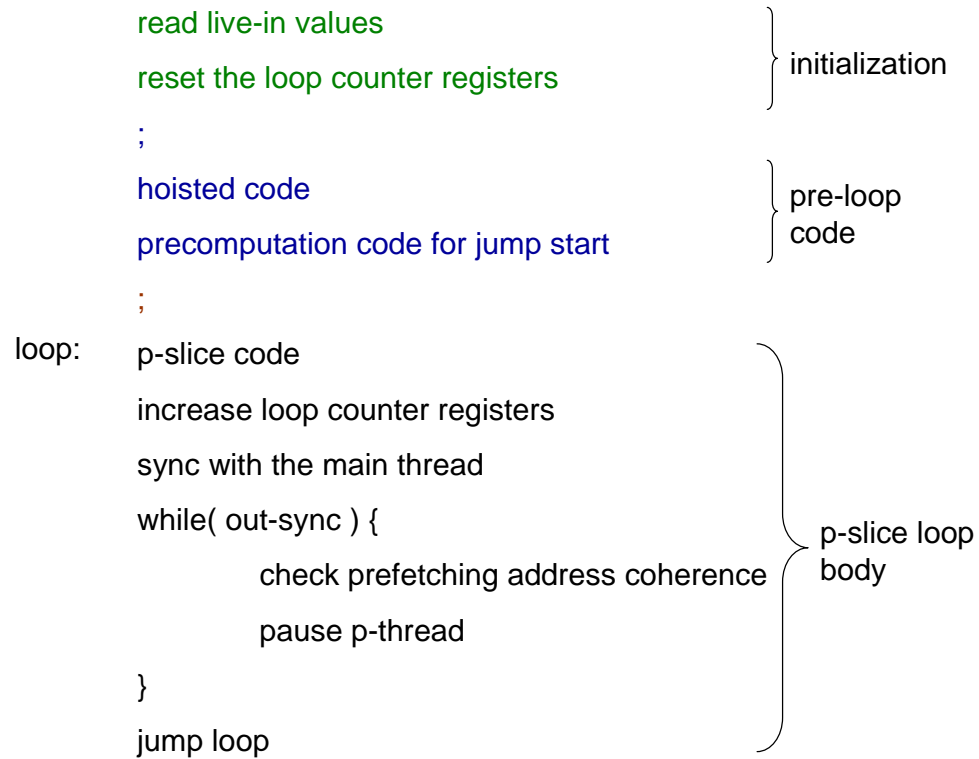 read live-in values
reset the loop counter registers
initialization
;
hoisted code
precomputation code for jump start
pre-loop
code
;
loop: p-slice code
increase loop counter registers
sync with the main thread
while( out-sync ) {
check prefetching address coherence
pause p-thread
}
jump loop
p-slice loop
body